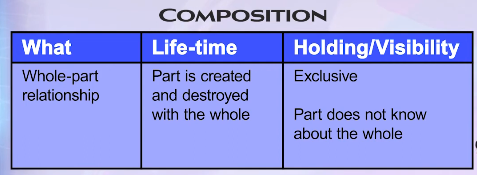 COMPOSITION
What Life-time Holding/Visibility
Whole-part
relationship
Part is created
and destroyed
with the whole
Exclusive
Part does not know
about the whole